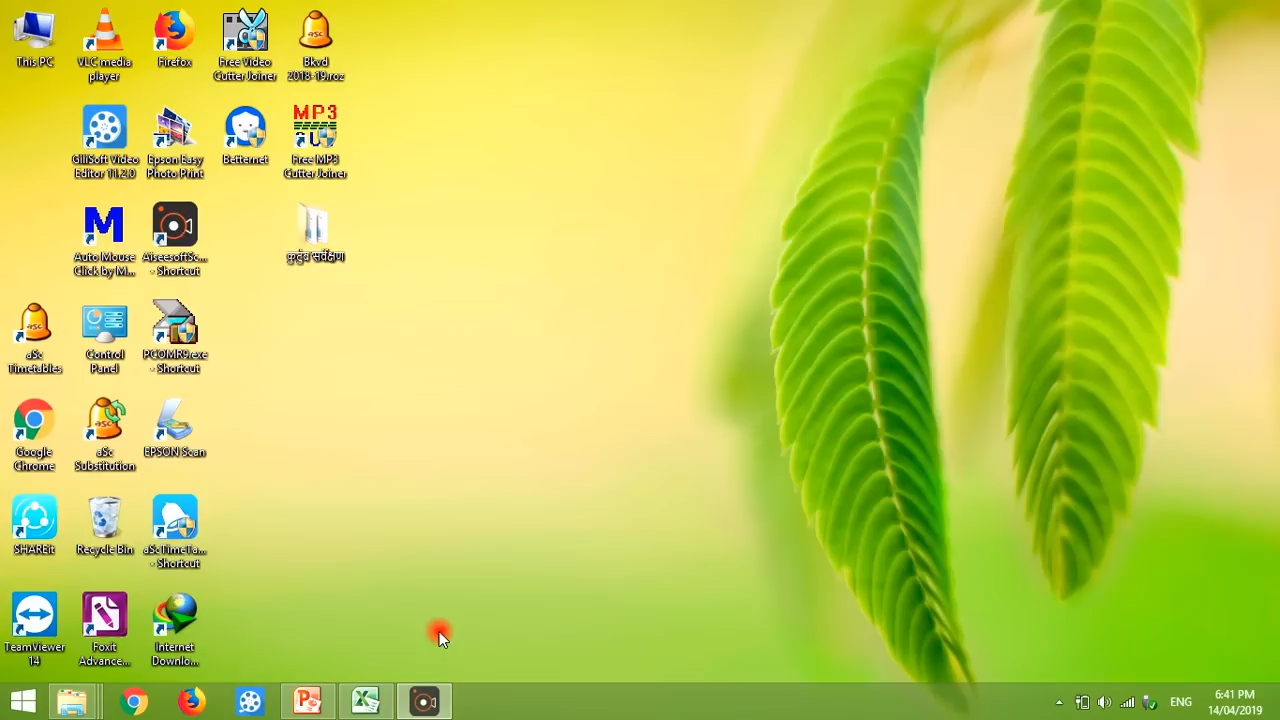 This PC
VLC media
player
Firefox
Free Video
Cutter Joiner
asc
Bkvd
2018-19.roz
GiliSoft Video
Editor 11.2.0
Epson Easy
Photo Print
Betternet
MP3
Free MP3
Cutter Joiner
M
Auto Mouse
Click by M...
AiseesoftSc...
- Shortcut
कुटुंब सर्वेक्षण
asc
aSc
Timetables
Control
Panel
PCOMR9.exe
- Shortcut
Google
Chrome
asc
aSc
Substitution
EPSON Scan
SHAREit
Recycle Bin
aScTimeTa...
- Shortcut
TeamViewer
14
Foxit
Advance...
Internet
Downlo...
ENG
6:41 PM
14/04/2019